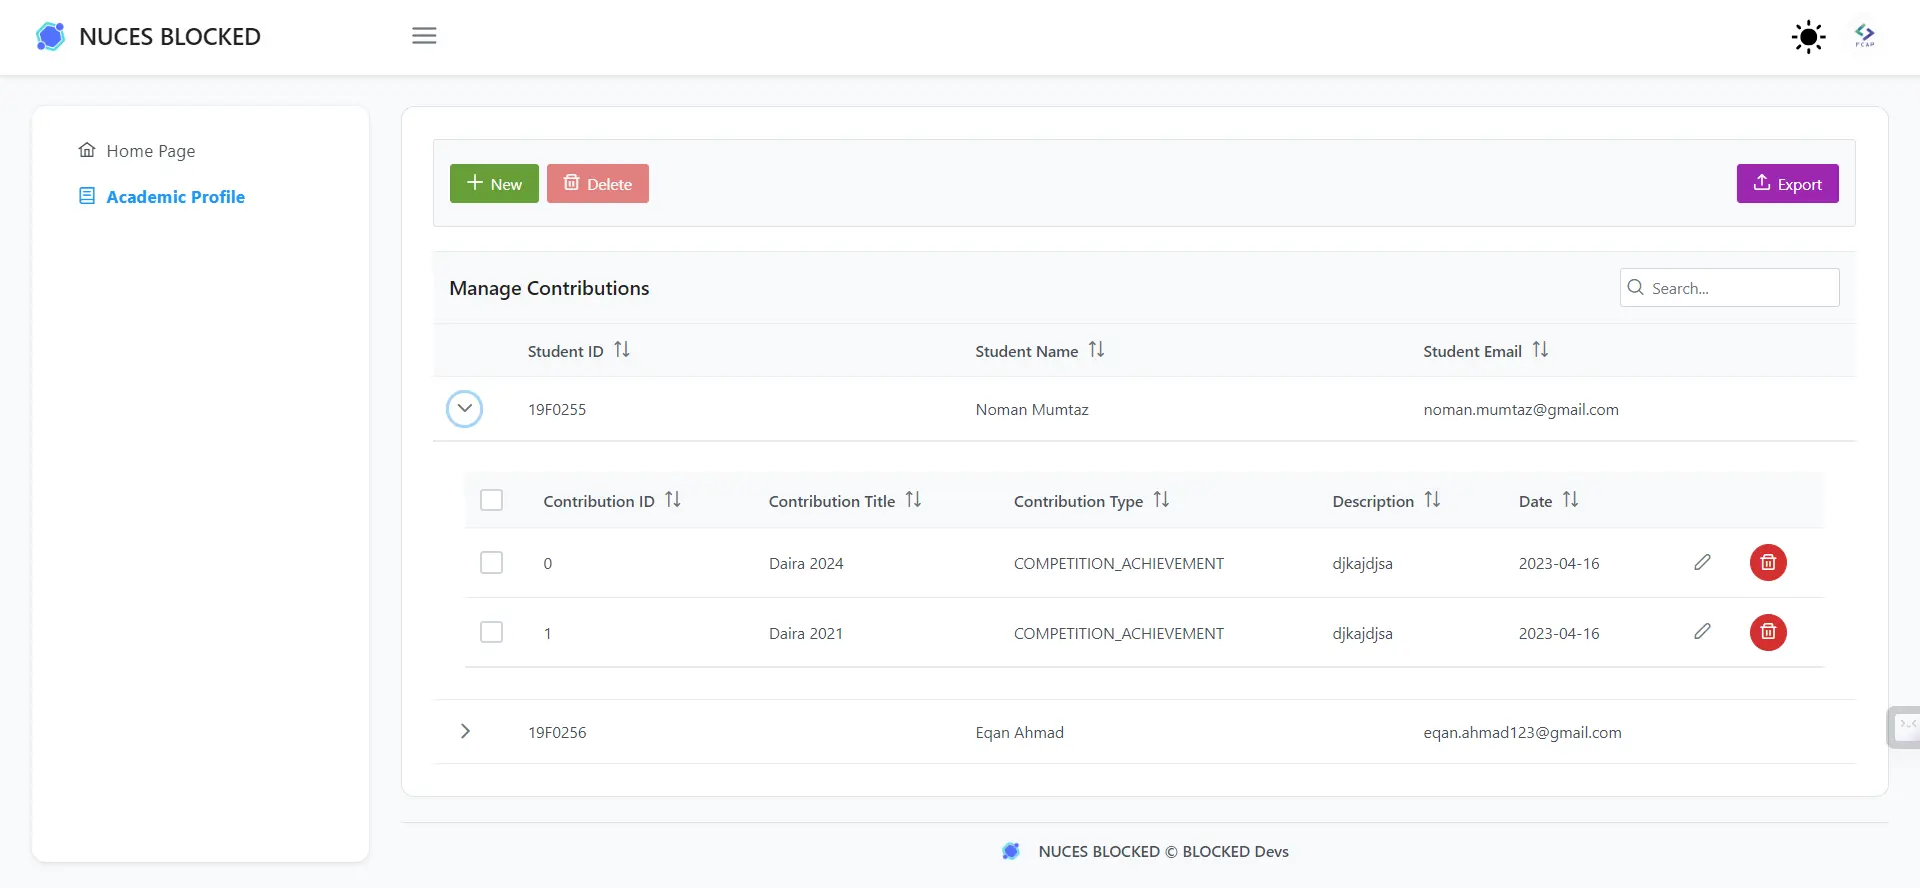 NUCES BLOCKED
PCAP
Home Page
Academic Profile
New
Delete
Export
Manage Contributions
Search...
Student ID Student Name Student Email
19F0255 Noman Mumtaz noman.mumtaz@gmail.com
Contribution ID Contribution Title Contribution Type Description Date
0 Daira 2024 COMPETITION_ACHIEVEMENT djkajdjsa 2023-04-16
1 Daira 2021 COMPETITION_ACHIEVEMENT djkajdjsa 2023-04-16
19F0256 Eqan Ahmad eqan.ahmad123@gmail.com
NUCES BLOCKED © BLOCKED Devs